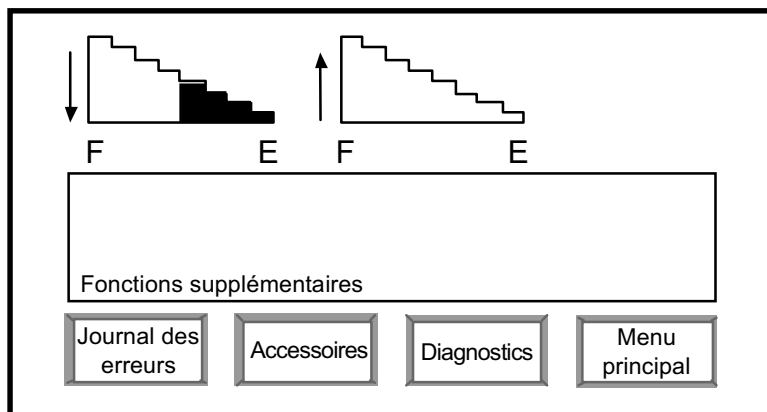 F E F E
Fonctions supplémentaires
Journal des
erreurs
Accessoires
Diagnostics
Menu
principal